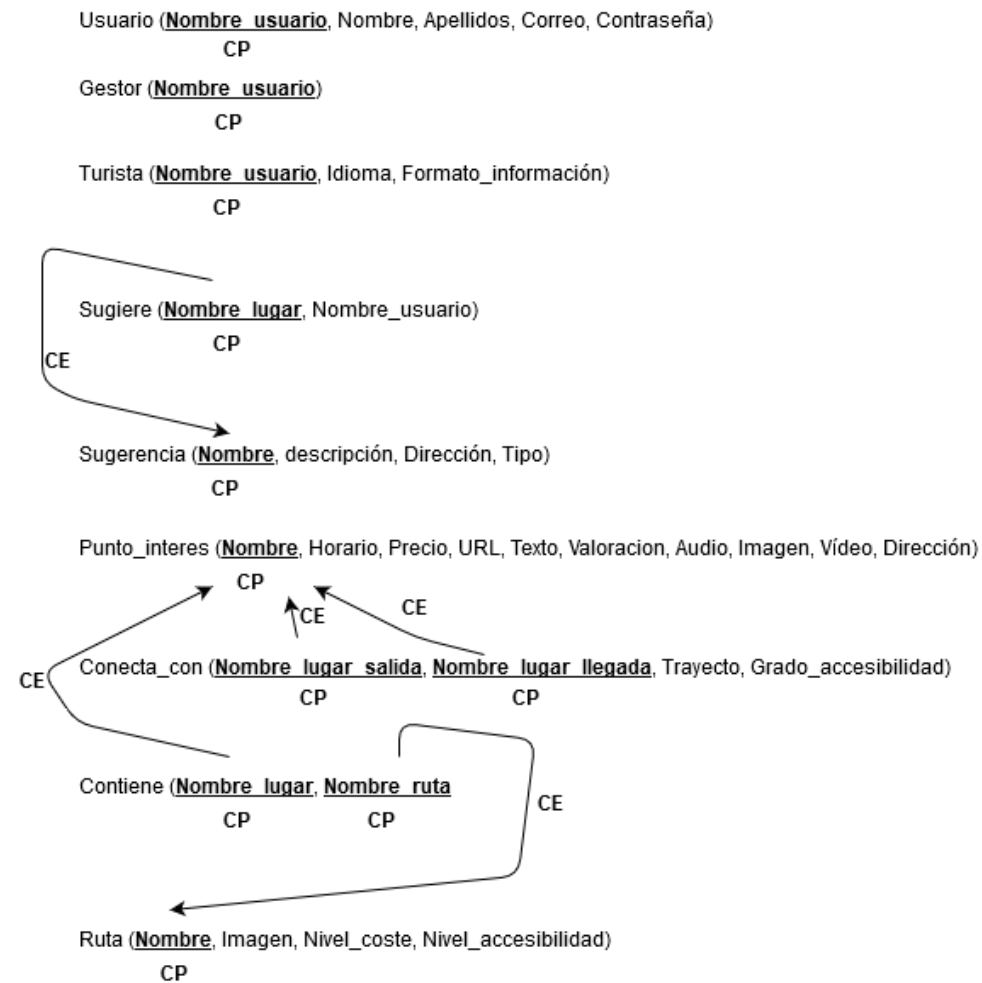 Usuario (Nombre_usuario, Nombre, Apellidos, Correo, Contraseña)
CP
Gestor (Nombre_usuario)
CP
Turista (Nombre_usuario, Idioma, Formato_información)
CP
Sugiere (Nombre_lugar, Nombre_usuario)
CP
CE
Sugerencia (Nombre, descripción, Dirección, Tipo)
CP
Punto_interes (Nombre, Horario, Precio, URL, Texto, Valoracion, Audio, Imagen, Vídeo, Dirección)
CP
CE
CE
Conecta_con (Nombre_lugar_salida, Nombre_lugar_llegada, Trayecto, Grado_accesibilidad)
CE
CP CP
Contiene (Nombre_lugar, Nombre_ruta
CE
CP CP
Ruta (Nombre, Imagen, Nivel_coste, Nivel_accesibilidad)
CP